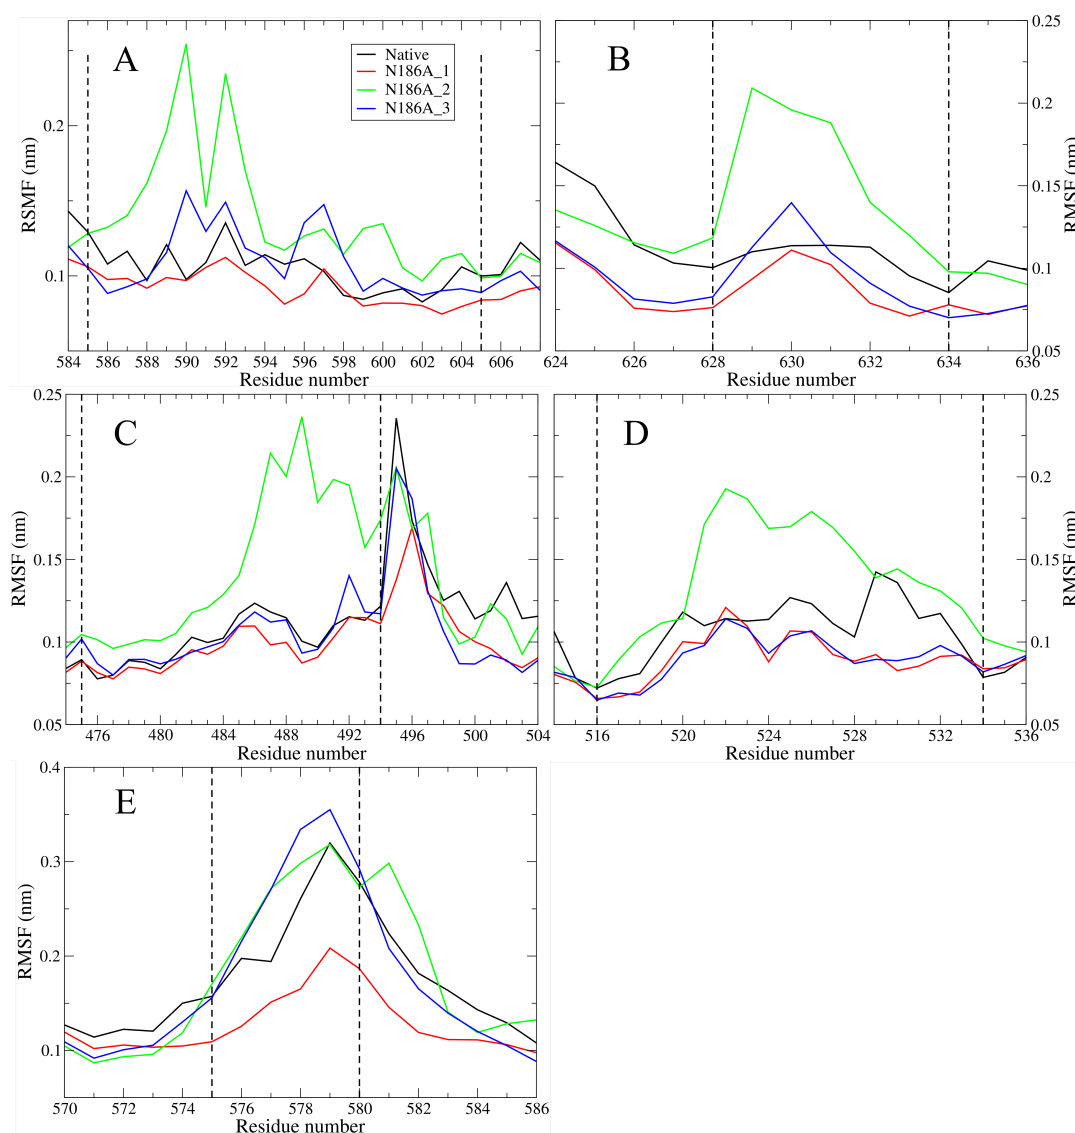 A
Native
N186A_1
N186A_2
N186A_3
RSMF (nm)
0.2
0.1
584 586 588 590 592 594 596 598 600 602 604 606
Residue number
B
0.25
0.2
0.15
0.1
0.05
RMSF (nm)
624 626 628 630 632 634 636
Residue number
C
RMSF (nm)
0.25
0.2
0.15
0.1
0.05
476 480 484 488 492 496 500 504
Residue number
D
0.25
0.2
0.15
0.1
0.05
RMSF (nm)
516 520 524 528 532 536
Residue number
E
RMSF (nm)
0.4
0.3
0.2
0.1
570 572 574 576 578 580 582 584 586
Residue number